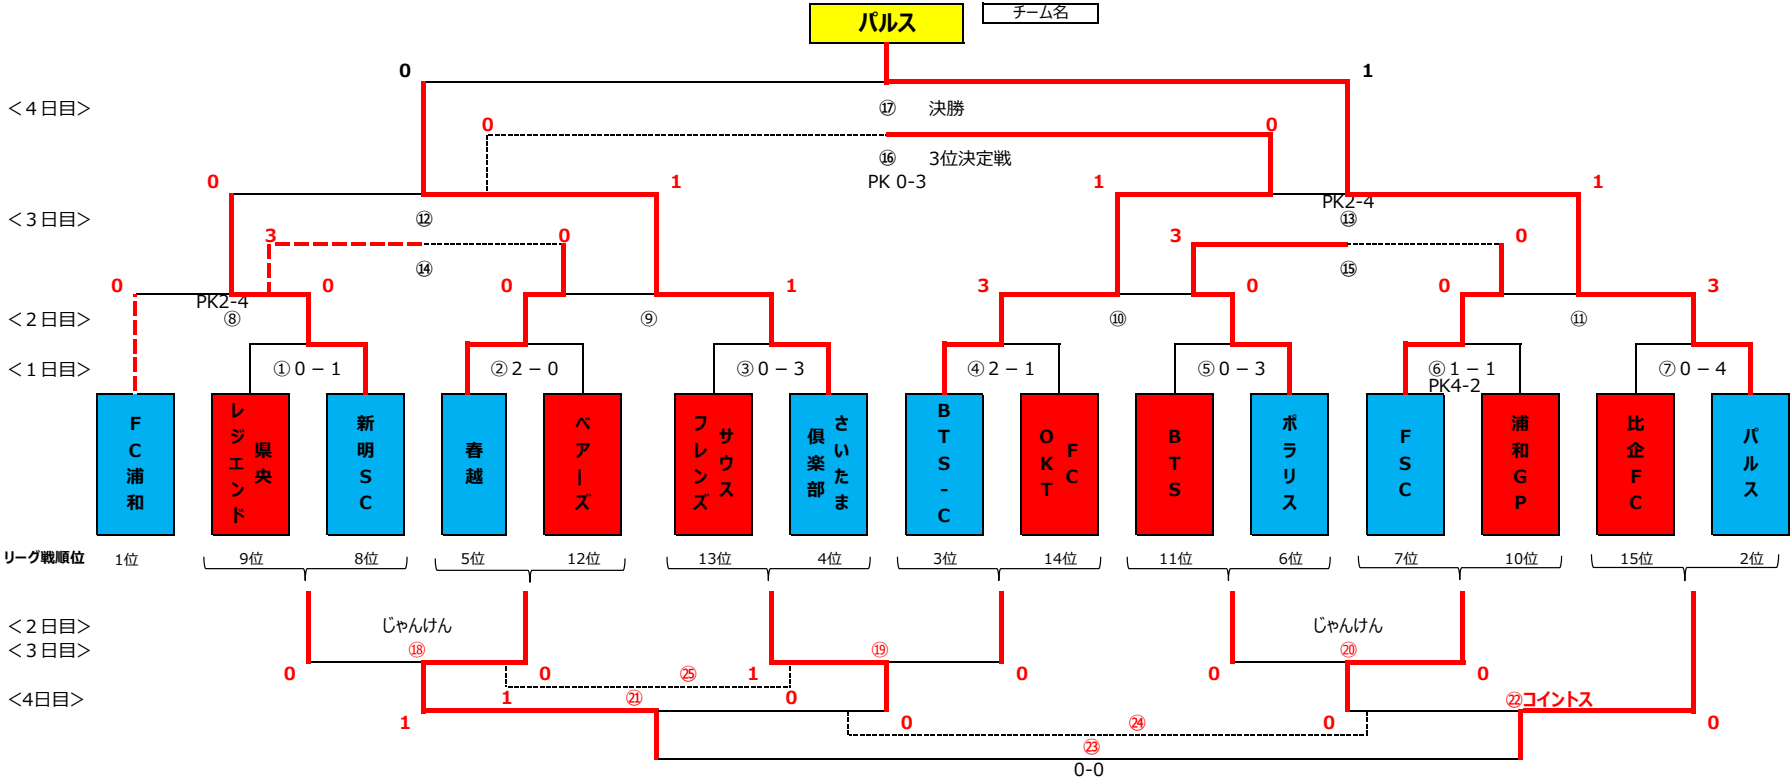 パルス
チーム名
0
1
＜４日目＞
⑰ 決勝
0
0
⑯ 3位決定戦
PK 0-3
0
1
1
1
PK2-4
＜３日目＞
⑫
⑬
3
0
3
0
⑭
⑮
0
0
0
1
3
0
0
3
PK2-4
＜２日目＞
⑧
⑨
⑩
⑪
＜１日目＞
①０－１
②２－０
③０－３
④２－１
⑤０－３
⑥１－１
PK4-2
⑦０－４
ＦＣ浦和
県央
レジエンド
新明ＳＣ
春越
ベアーズ
サウス
フレンズ
さいたま
倶楽部
ＢＴＳ-Ｃ
ＦＣ
ＯＫＴ
ＢＴＳ
ポラリス
ＦＳＣ
浦和ＧＰ
比企ＦＣ
パルス
リーグ戦順位
1位
9位
8位
5位
12位
13位
4位
3位
14位
11位
6位
7位
10位
15位
2位
＜２日目＞
じゃんけん
じゃんけん
＜３日目＞
⑱
⑲
⑳
0
0
㉕
1
0
0
0
＜4日目＞
1
㉑
0
㉒コイントス
1
0
㉔
0
0
㉓
0-0